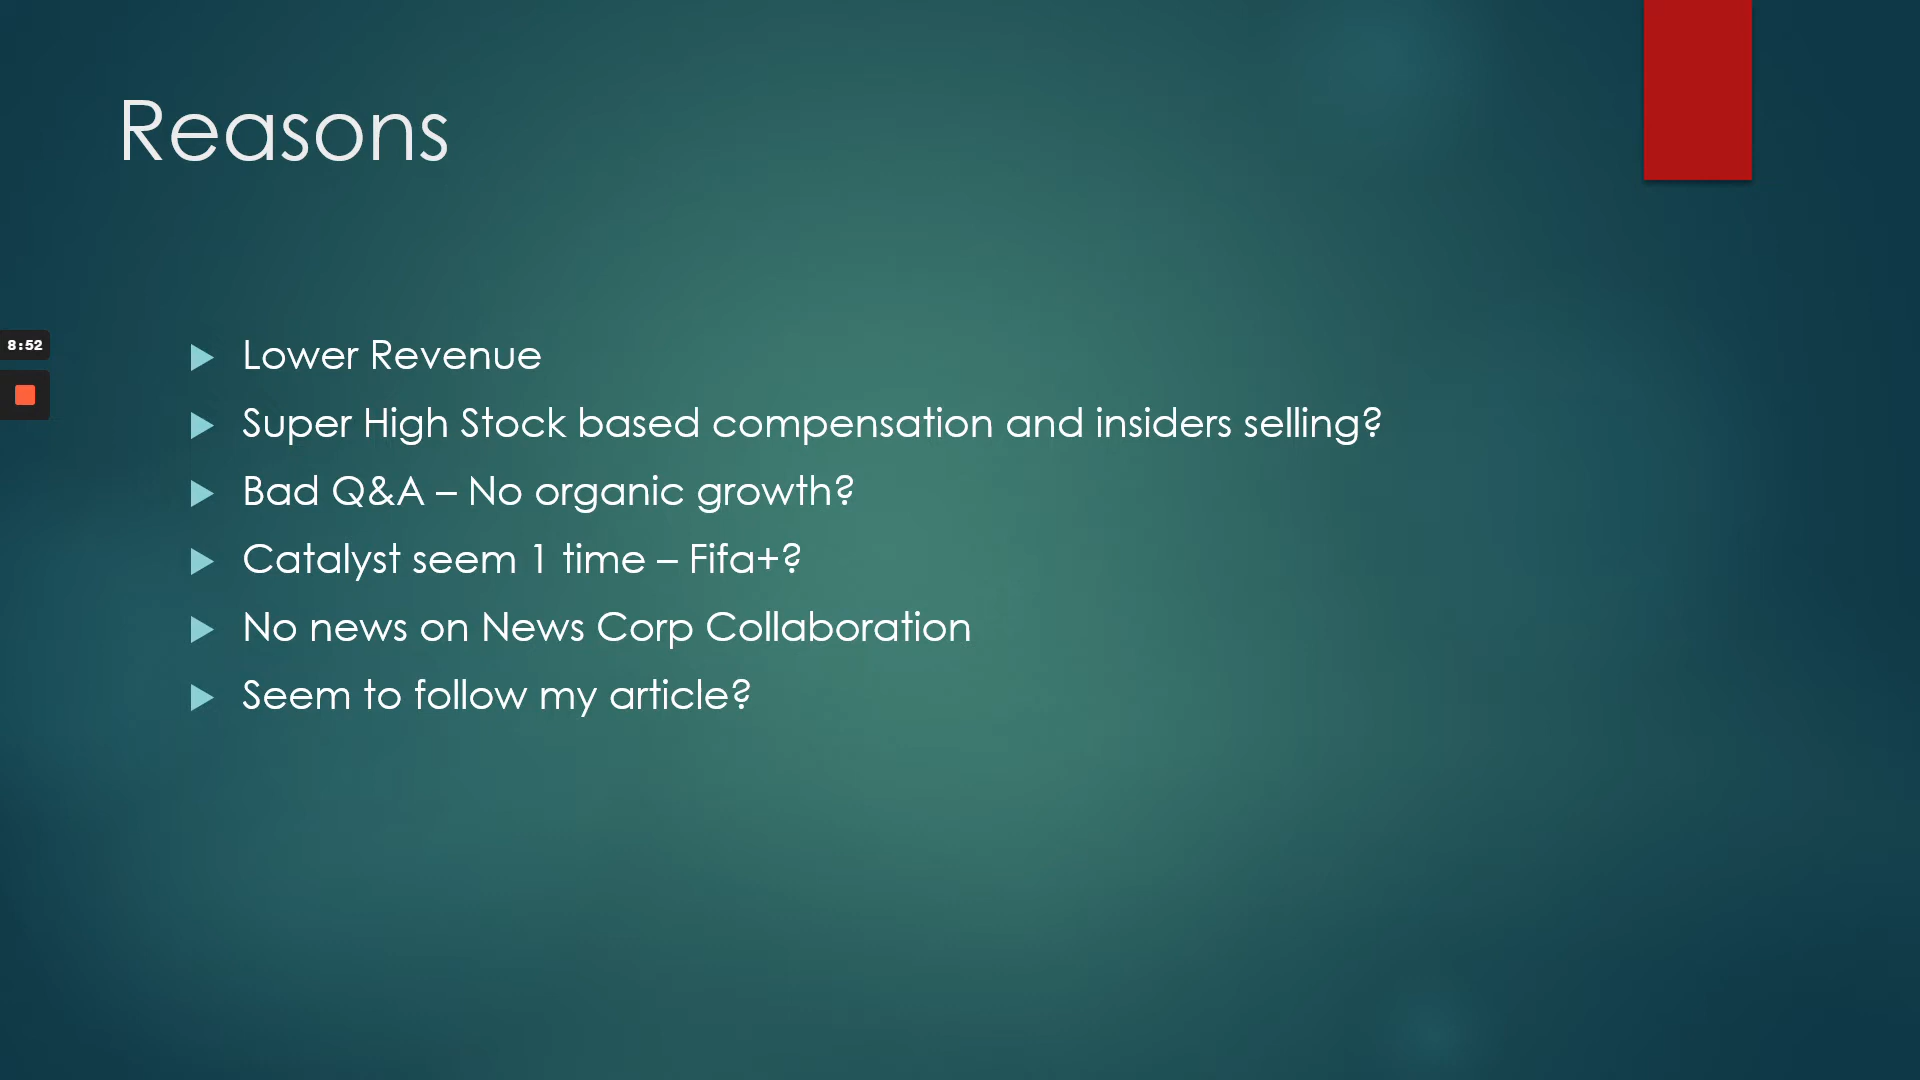 Reasons
8:52
Lower Revenue
Super High Stock based compensation and insiders selling?
Bad Q&A – No organic growth?
Catalyst seem 1 time – Fifa+?
No news on News Corp Collaboration
Seem to follow my article?